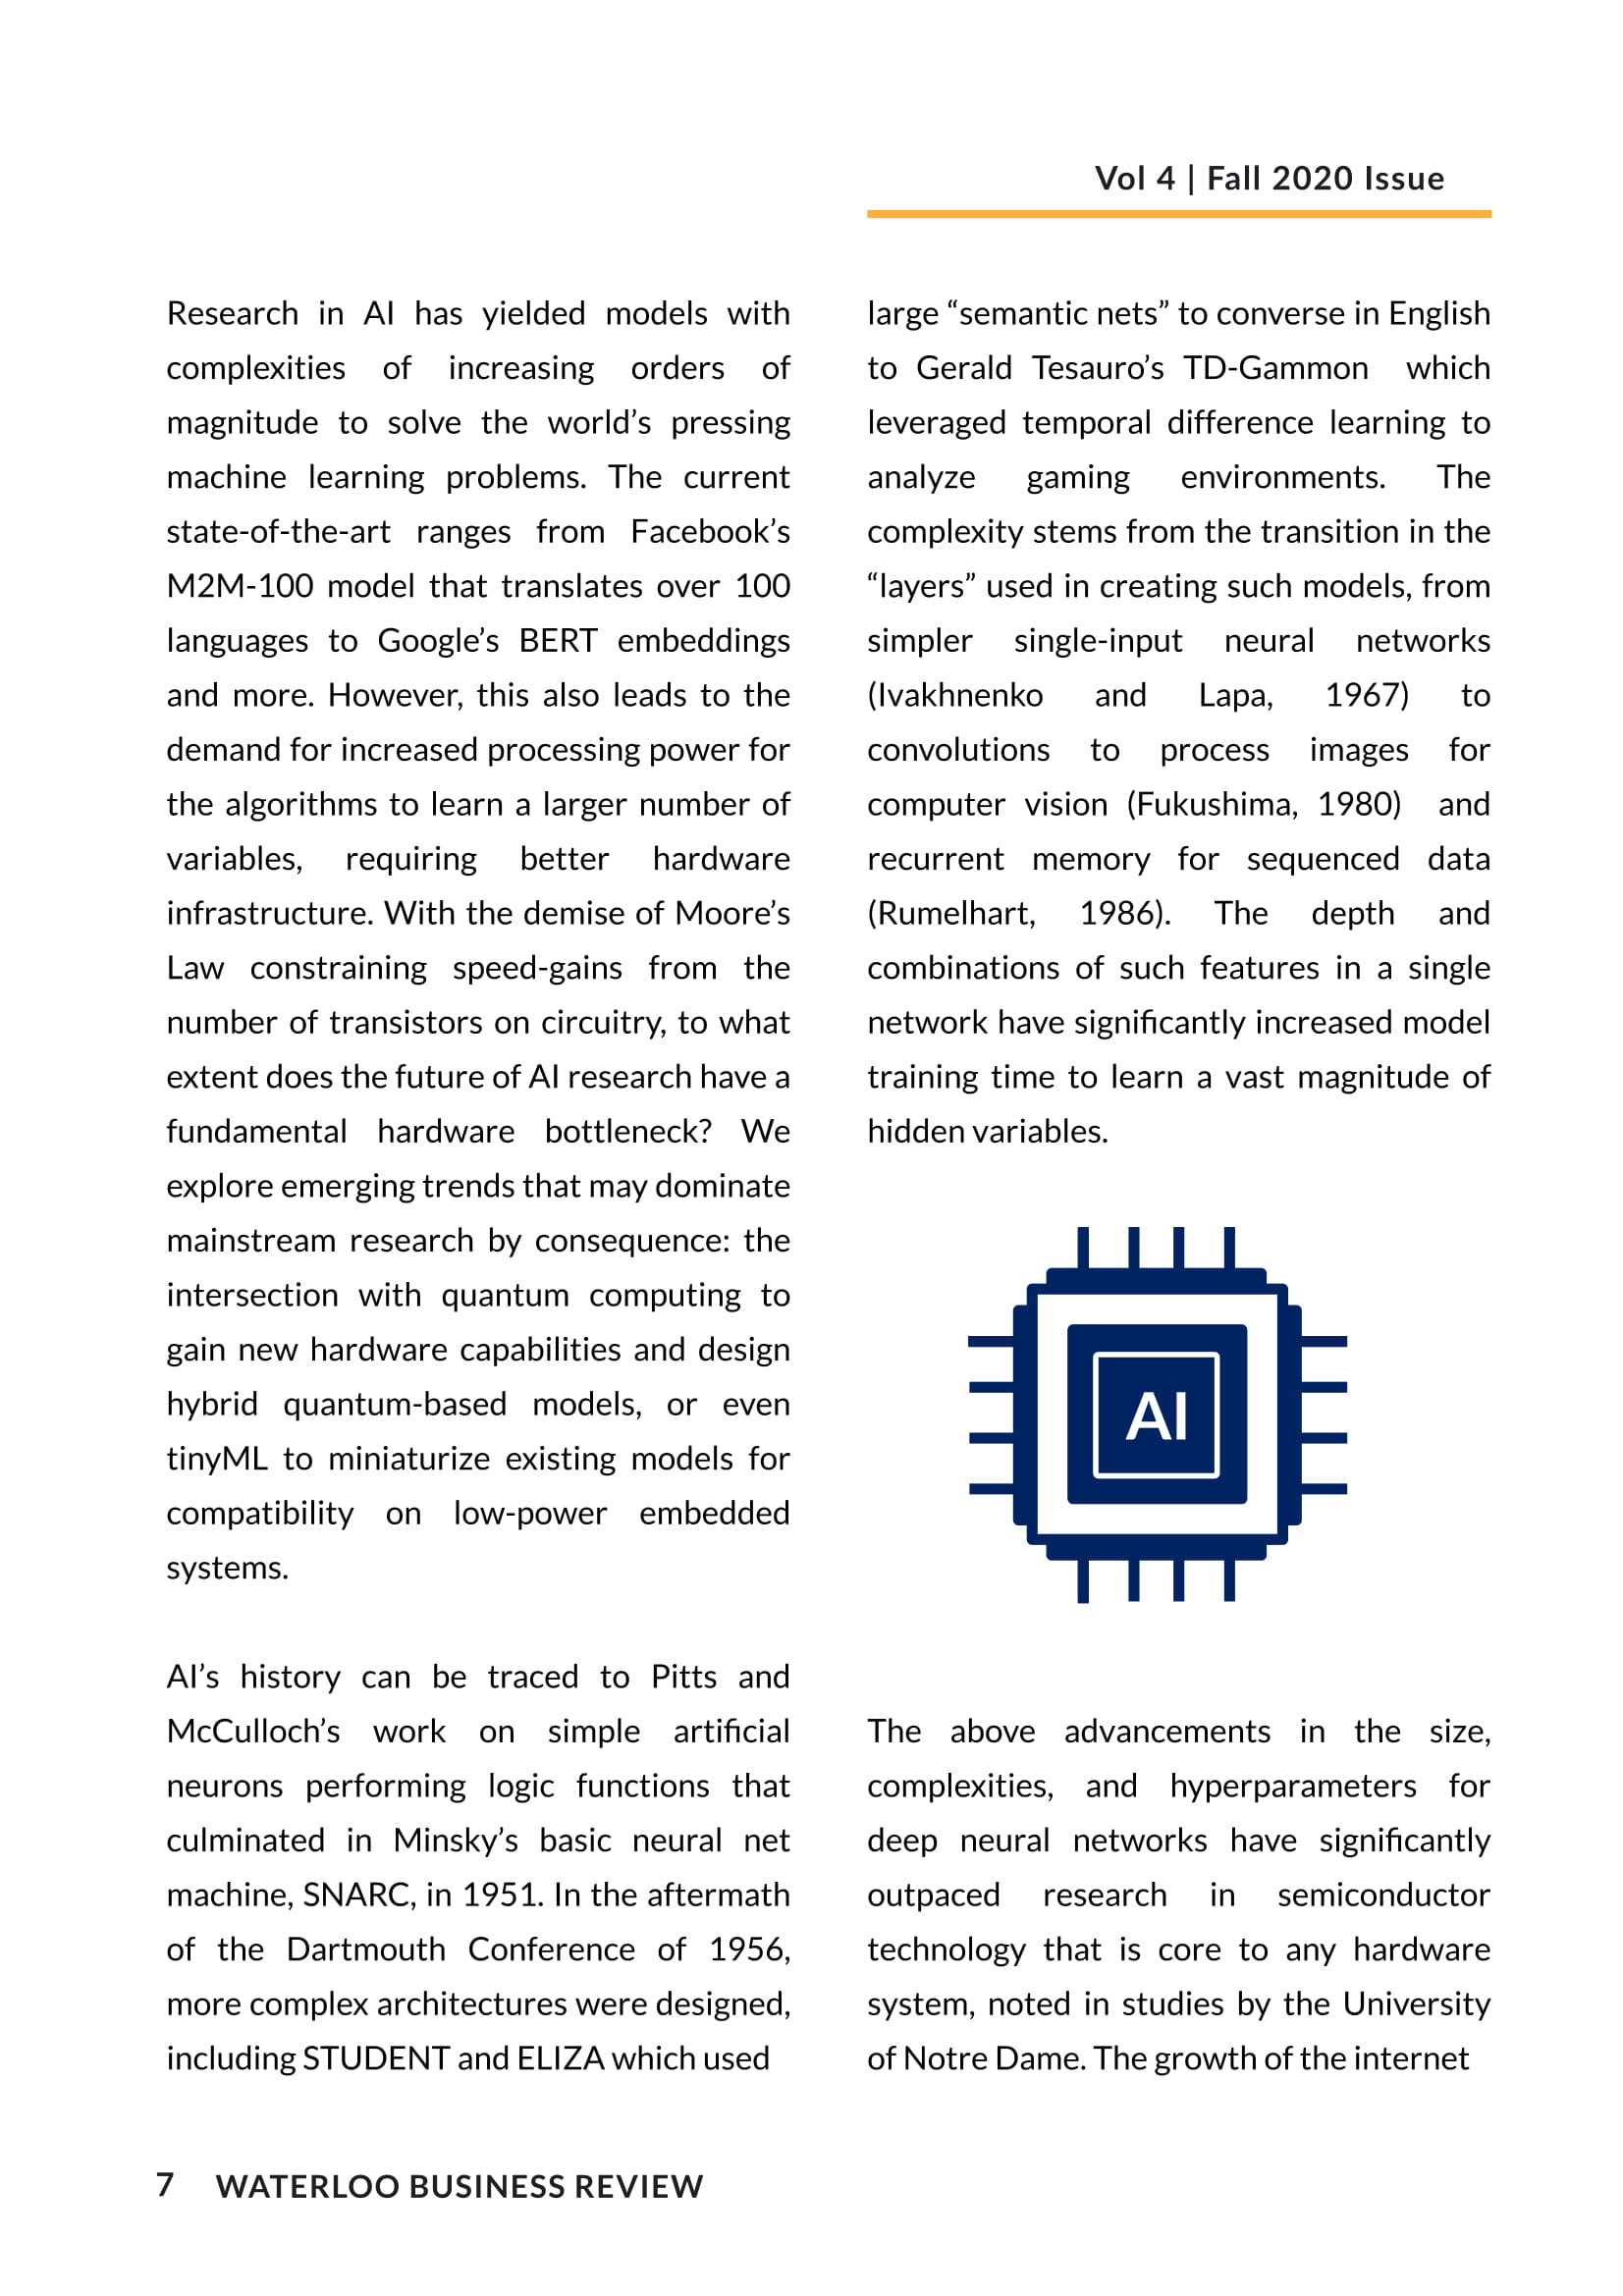 Vol 4 | Fall 2020 Issue
Research in AI has yielded models with
complexities of increasing orders of
magnitude to solve the world’s pressing
machine learning problems. The current
state-of-the-art ranges from Facebook’s
M2M-100 model that translates over 100
languages to Google’s BERT embeddings
and more. However, this also leads to the
demand for increased processing power for
the algorithms to learn a larger number of
variables, requiring better hardware
infrastructure. With the demise of Moore’s
Law constraining speed-gains from the
number of transistors on circuitry, to what
extent does the future of AI research have a
fundamental hardware bottleneck? We
explore emerging trends that may dominate
mainstream research by consequence: the
intersection with quantum computing to
gain new hardware capabilities and design
hybrid quantum-based models, or even
tinyML to miniaturize existing models for
compatibility on low-power embedded
systems.
AI’s history can be traced to Pitts and
McCulloch’s work on simple artificial
neurons performing logic functions that
culminated in Minsky’s basic neural net
machine, SNARC, in 1951. In the aftermath
of the Dartmouth Conference of 1956,
more complex architectures were designed,
including STUDENT and ELIZA which used
large “semantic nets” to converse in English
to Gerald Tesauro’s TD-Gammon which
leveraged temporal difference learning to
analyze gaming environments. The
complexity stems from the transition in the
“layers” used in creating such models, from
simpler single-input neural networks
(Ivakhnenko and Lapa, 1967) to
convolutions to process images for
computer vision (Fukushima, 1980) and
recurrent memory for sequenced data
(Rumelhart, 1986). The depth and
combinations of such features in a single
network have significantly increased model
training time to learn a vast magnitude of
hidden variables.
AI
The above advancements in the size,
complexities, and hyperparameters for
deep neural networks have significantly
outpaced research in semiconductor
technology that is core to any hardware
system, noted in studies by the University
of Notre Dame. The growth of the internet
7 WATERLOO BUSINESS REVIEW